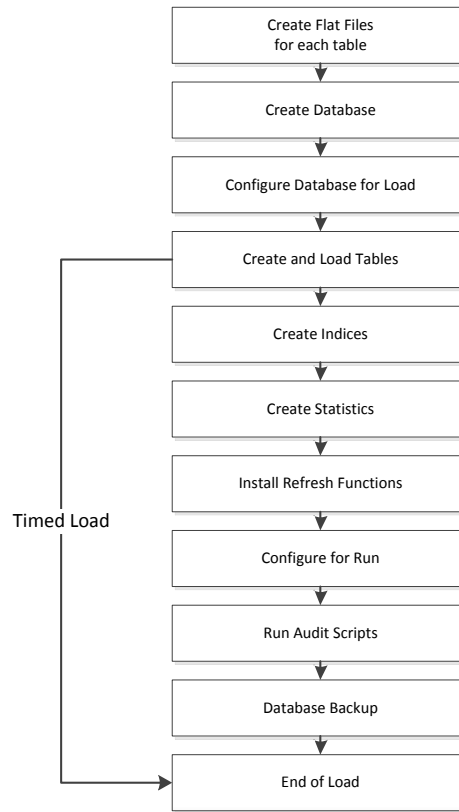 Create Flat Files
for each table
Create Database
Configure Database for Load
Create and Load Tables
Create Indices
Create Statistics
Install Refresh Functions
Timed Load
Configure for Run
Run Audit Scripts
Database Backup
End of Load